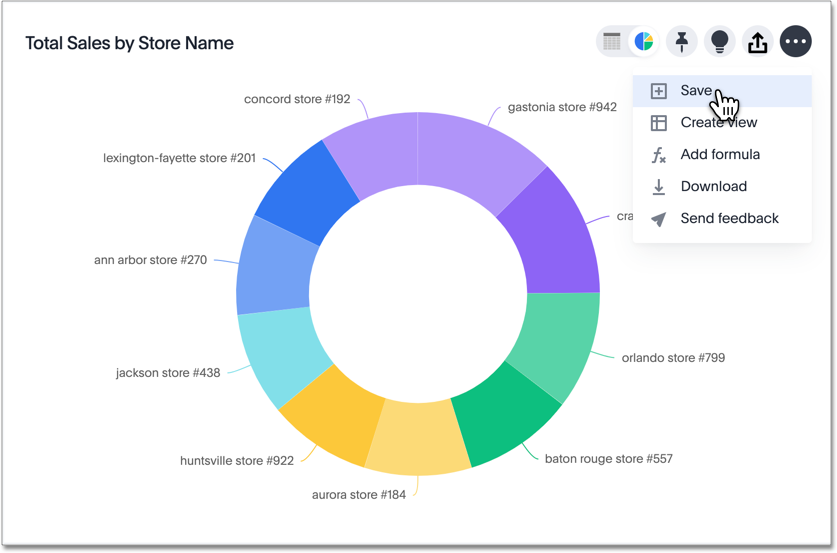 Total Sales by Store Name
Save
Create view
Add formula
Download
Send feedback
concord store #192
gastonia store #942
lexington-fayette store #201
ann arbor store #270
orlando store #799
jackson store #438
huntsville store #922
baton rouge store #557
aurora store #184